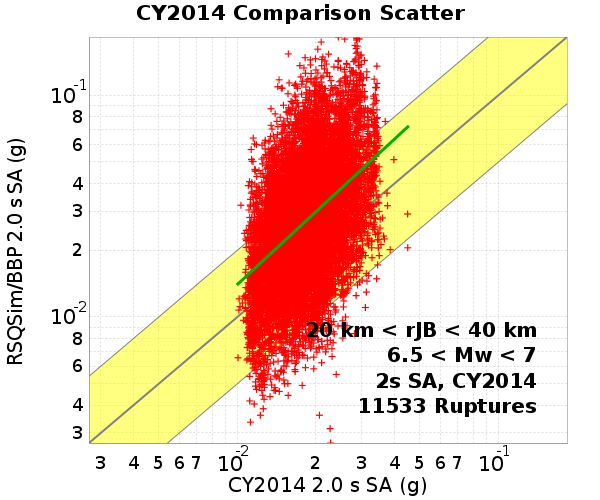 CY2014 Comparison Scatter
RSQSim/BBP 2.0 s SA (g)
10-1
8
6
4
3
2
10-2
8
6
4
3
20 km < rJB < 40 km
6.5 < Mw < 7
2s SA, CY2014
11533 Ruptures
3 4 5 6 7 10-2 2 3 4 5 6 7 10-1
CY2014 2.0 s SA (g)